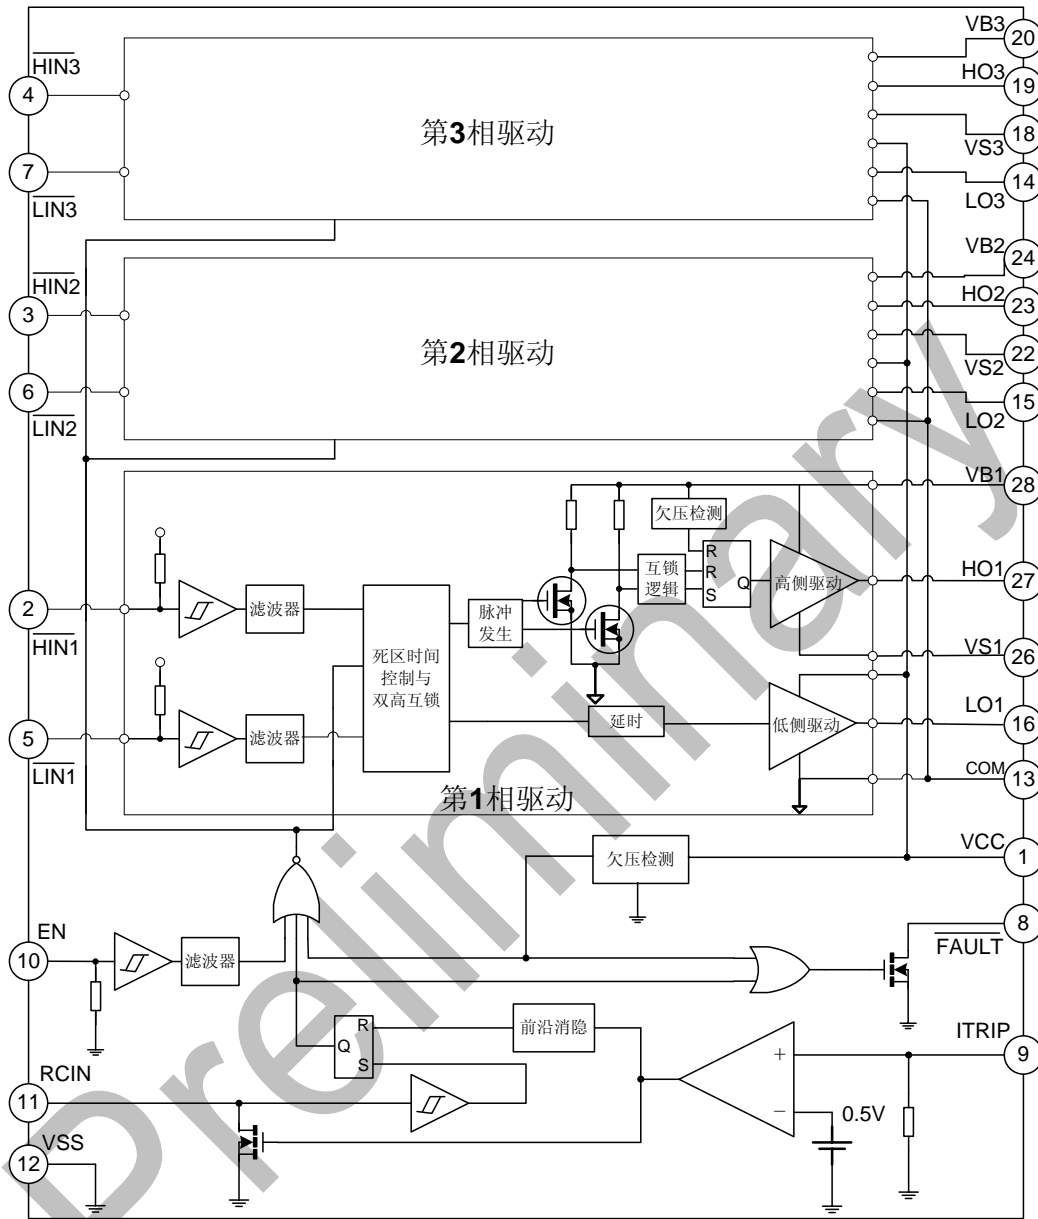 VB3
20
HIN3
4
HO3
19
第3相驱动
18
VS3
7
14
LIN3
LO3
VB2
24
HIN2
3
HO2
23
第2相驱动
22
VS2
6
15
LIN2
LO2
VB1
28
欠压检测
R
R
S
Q
互锁
逻辑
高侧驱动
HO1
27
2
HIN1
滤波器
脉冲
发生
死区时间
控制与
双高互锁
VS1
26
LO1
16
5
LIN1
滤波器
延时
低侧驱动
COM
13
第1相驱动
欠压检测
VCC
1
8
FAULT
EN
10
滤波器
R
Q
S
前沿消隐
ITRIP
9
+
−
0.5V
RCIN
11
VSS
12
Preliminary